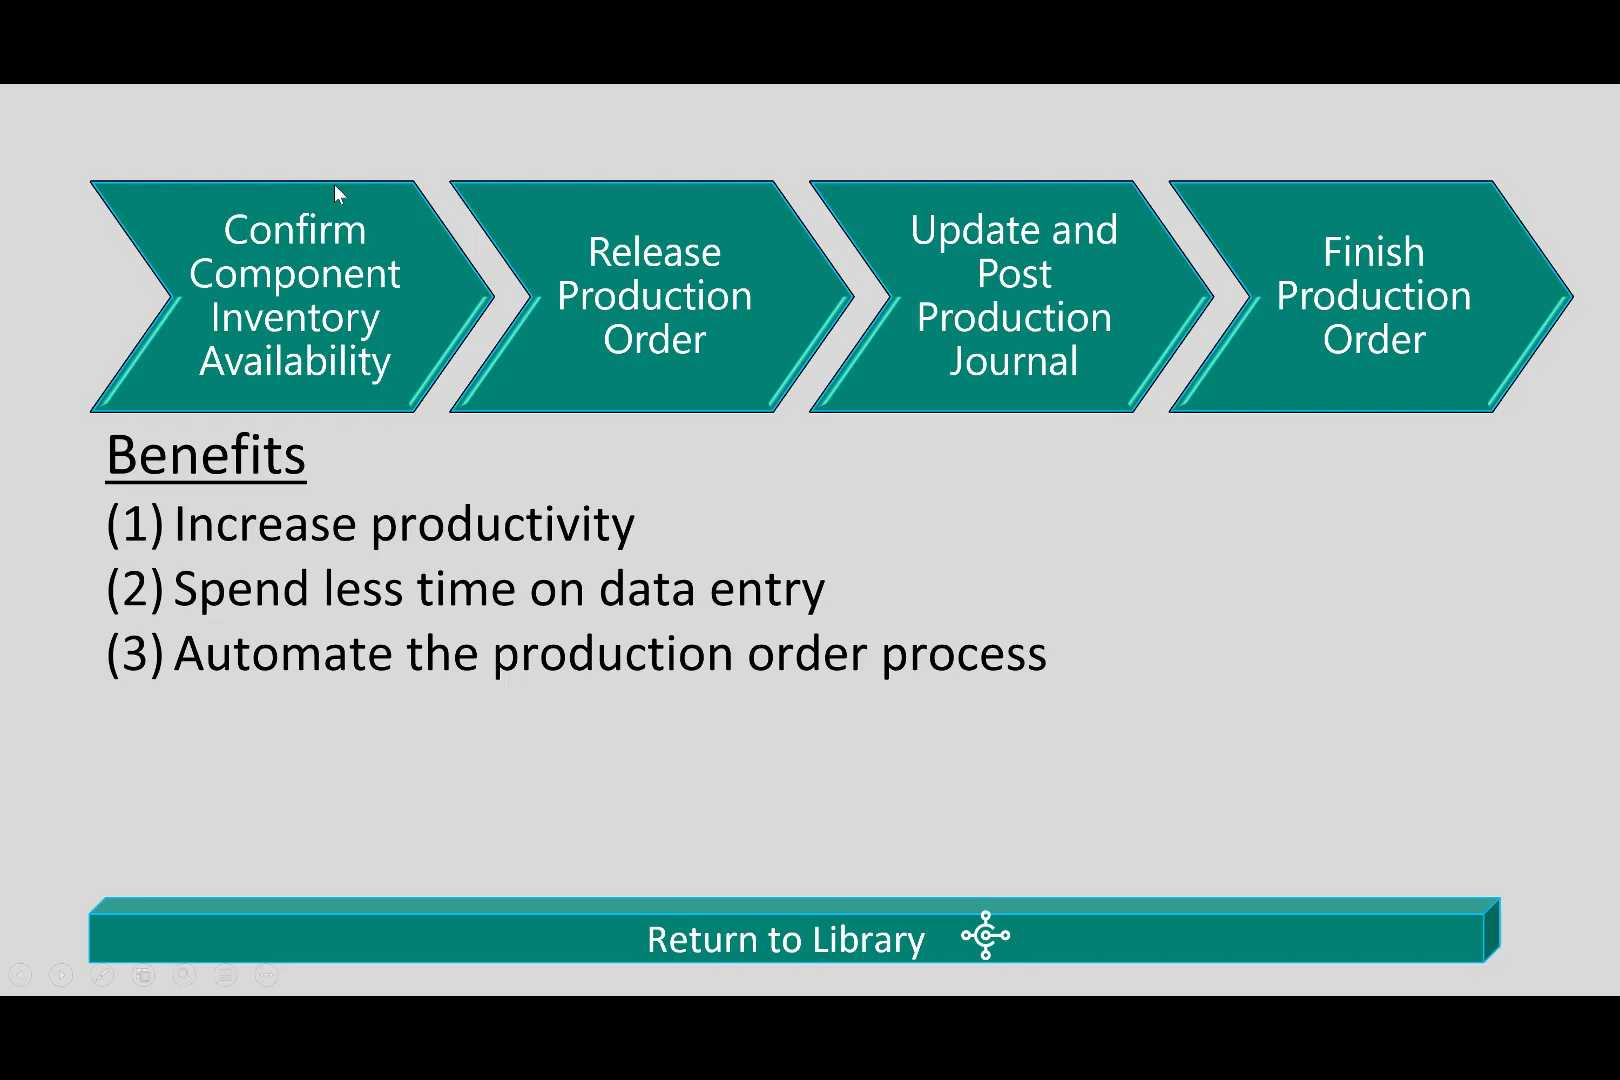 Confirm
Component
Inventory
Availability
Release
Production
Order
Update and
Post
Production
Journal
Finish
Production
Order
Benefits
(1) Increase productivity
(2) Spend less time on data entry
(3) Automate the production order process
Return to Library